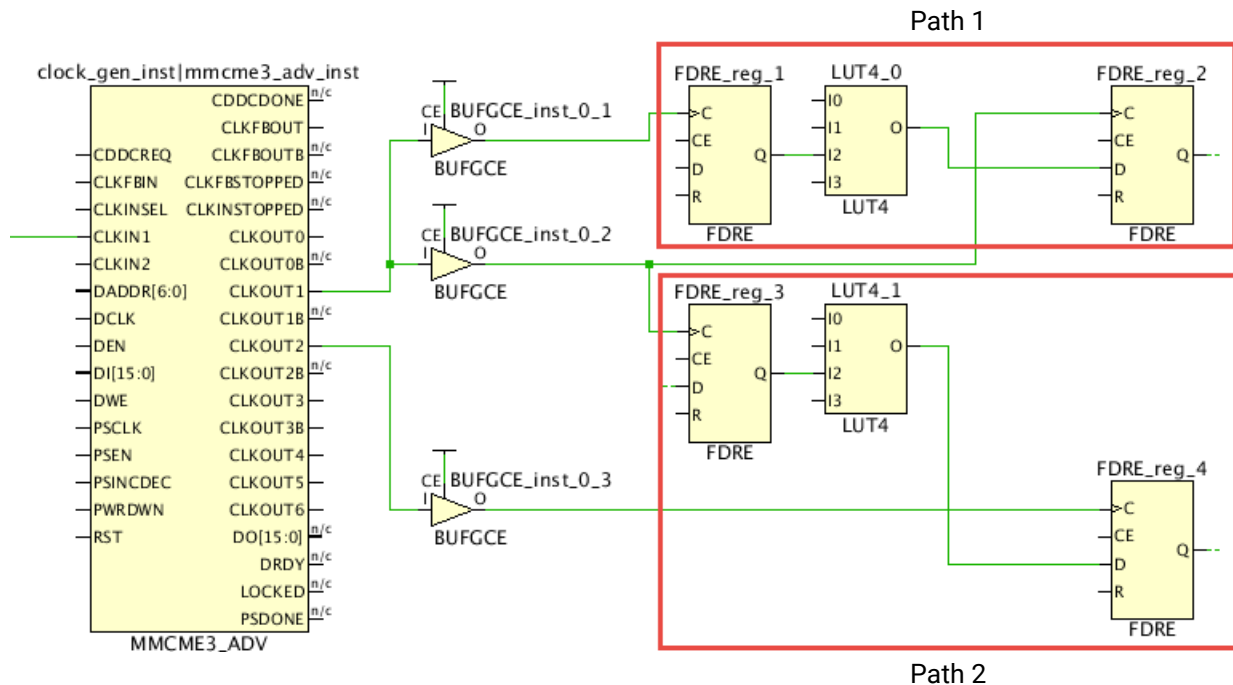 Path 1
clock_gen_inst|mmcme3_adv_inst
CDDCREQ
CLKFBIN
CLKINSEL
CLKIN1
CLKIN2
DADDR[6:0]
DCLK
DEN
DI[15:0]
DWE
PSCLK
PSEN
PSINCDEC
PWRDWN
RST
CDDCDONE n/c
CLKFBOUT
CLKFBOUTB n/c
CLKFBSTOPPED n/c
CLKINSTOPPED n/c
CLKOUT0
CLKOUT0B n/c
CLKOUT1
CLKOUT1B n/c
CLKOUT2
CLKOUT2B n/c
CLKOUT3
CLKOUT3B n/c
CLKOUT4
CLKOUT5
CLKOUT6
DO[15:0] n/c
DRDY n/c
LOCKED n/c
PSDONE n/c
MMCME3_ADV
BUFGCE_inst_0_1
CE
I
O
BUFGCE
BUFGCE_inst_0_2
CE
I
O
BUFGCE
BUFGCE_inst_0_3
CE
I
O
BUFGCE
FDRE_reg_1
C
CE
D
R
Q
FDRE
LUT4_0
I0
I1
I2
I3
O
LUT4
FDRE_reg_2
C
CE
D
R
Q
FDRE
FDRE_reg_3
C
CE
D
R
Q
FDRE
LUT4_1
I0
I1
I2
I3
O
LUT4
FDRE_reg_4
C
CE
D
R
Q
FDRE
Path 2